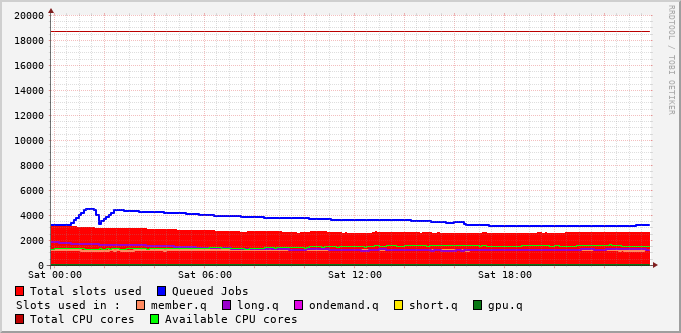 20000
18000
16000
14000
12000
10000
8000
6000
4000
2000
0
Sat 00:00 Sat 06:00 Sat 12:00 Sat 18:00
Total slots used Queued Jobs
Slots used in : member.q long.q ondemand.q short.q gpu.q
Total CPU cores Available CPU cores
RRDTOOL / TOBI OETIKER